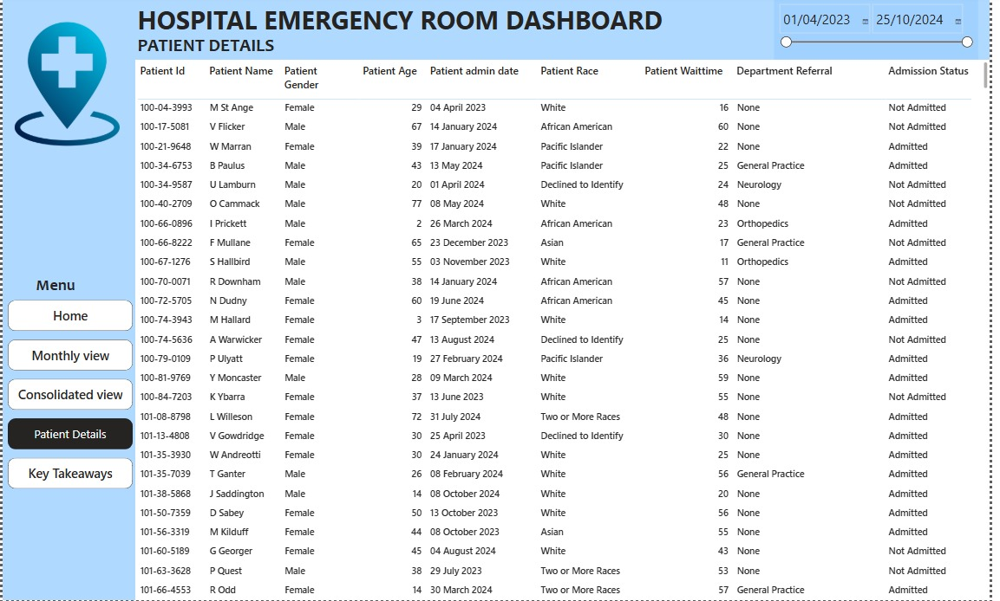 HOSPITAL EMERGENCY ROOM DASHBOARD
PATIENT DETAILS
01/04/2023 25/10/2024
Patient Id Patient Name Patient Gender Patient Age Patient admin date Patient Race Patient Waittime Department Referral Admission Status
100-04-3993 M St Ange Female 29 04 April 2023 White 16 None Not Admitted
100-17-5081 V Flicker Male 67 14 January 2024 African American 60 None Not Admitted
100-21-9648 W Marran Female 39 17 January 2024 Pacific Islander 22 None Admitted
100-34-6753 B Paulus Male 43 13 May 2024 Pacific Islander 25 General Practice Admitted
100-34-9587 U Lamburn Male 20 01 April 2024 Declined to Identify 24 Neurology Not Admitted
100-40-2709 O Cammack Male 77 08 May 2024 White 48 None Not Admitted
100-66-0896 I Prickett Male 2 26 March 2024 African American 23 Orthopedics Admitted
100-66-8222 F Mullane Female 65 23 December 2023 Asian 17 General Practice Not Admitted
100-67-1276 S Hallbird Male 55 03 November 2023 White 11 Orthopedics Admitted
100-70-0071 R Downham Male 38 14 January 2024 African American 57 None Not Admitted
100-72-5705 N Dudny Female 60 19 June 2024 African American 45 None Admitted
100-74-3943 M Hallard Female 3 17 September 2023 White 14 None Admitted
100-74-5636 A Warwicker Female 47 13 August 2024 Declined to Identify 25 None Not Admitted
100-79-0109 P Ulyatt Female 19 27 February 2024 Pacific Islander 36 Neurology Admitted
100-81-9769 Y Moncaster Male 28 09 March 2024 White 59 None Admitted
100-84-7203 K Ybarra Female 37 13 June 2023 White 55 None Not Admitted
101-08-8798 L Willeson Female 72 31 July 2024 Two or More Races 48 None Admitted
101-13-4808 V Gowdridge Female 30 25 April 2023 Declined to Identify 30 None Admitted
101-35-3930 W Andreotti Female 30 24 January 2024 White 25 None Admitted
101-35-7039 T Ganter Male 26 08 February 2024 White 56 General Practice Admitted
101-38-5868 J Saddington Male 14 08 October 2024 White 20 None Admitted
101-50-7359 D Sabey Female 50 13 October 2023 White 56 None Admitted
101-56-3319 M Kilduff Female 44 08 October 2023 Asian 55 None Admitted
101-60-5189 G Georger Female 45 04 August 2024 White 43 None Not Admitted
101-63-3628 P Quest Male 38 29 July 2023 Two or More Races 53 None Not Admitted
101-66-4553 R Odd Female 14 30 March 2024 Two or More Races 57 General Practice Admitted
Menu
Home
Monthly view
Consolidated view
Patient Details
Key Takeaways